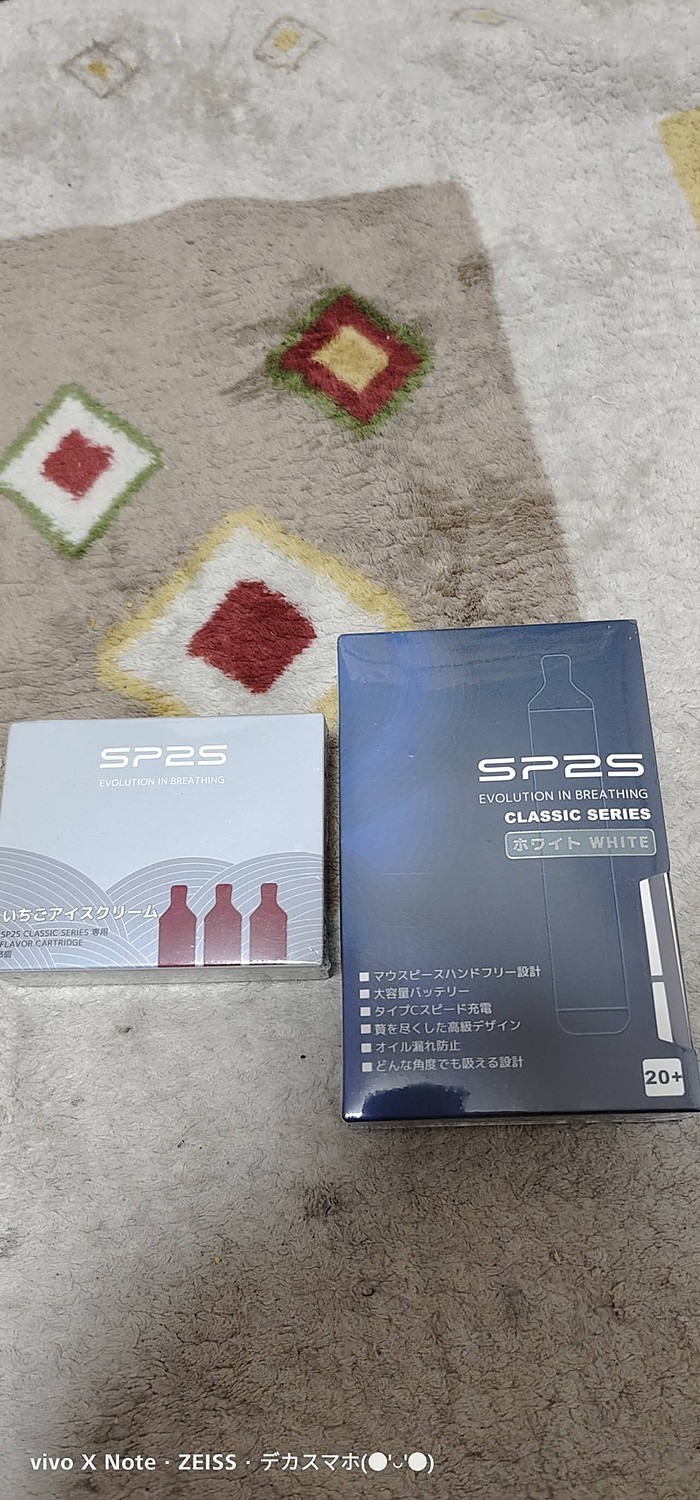 SP2S
EVOLUTION IN BREATHING
いちごアイスクリーム
SP2S CLASSIC SERIES 専用
FLAVOR CARTRIDGE
3個
SP2S
EVOLUTION IN BREATHING
CLASSIC SERIES
ホワイト WHITE
■ マウスピースハンドフリー設計
■ 大容量バッテリー
■ タイプCスピード充電
■ 贅を尽くした高級デザイン
■ オイル漏れ防止
■ どんな角度でも吸える設計
20+
vivo X Note · ZEISS · デカスマホ(●'◡'●)